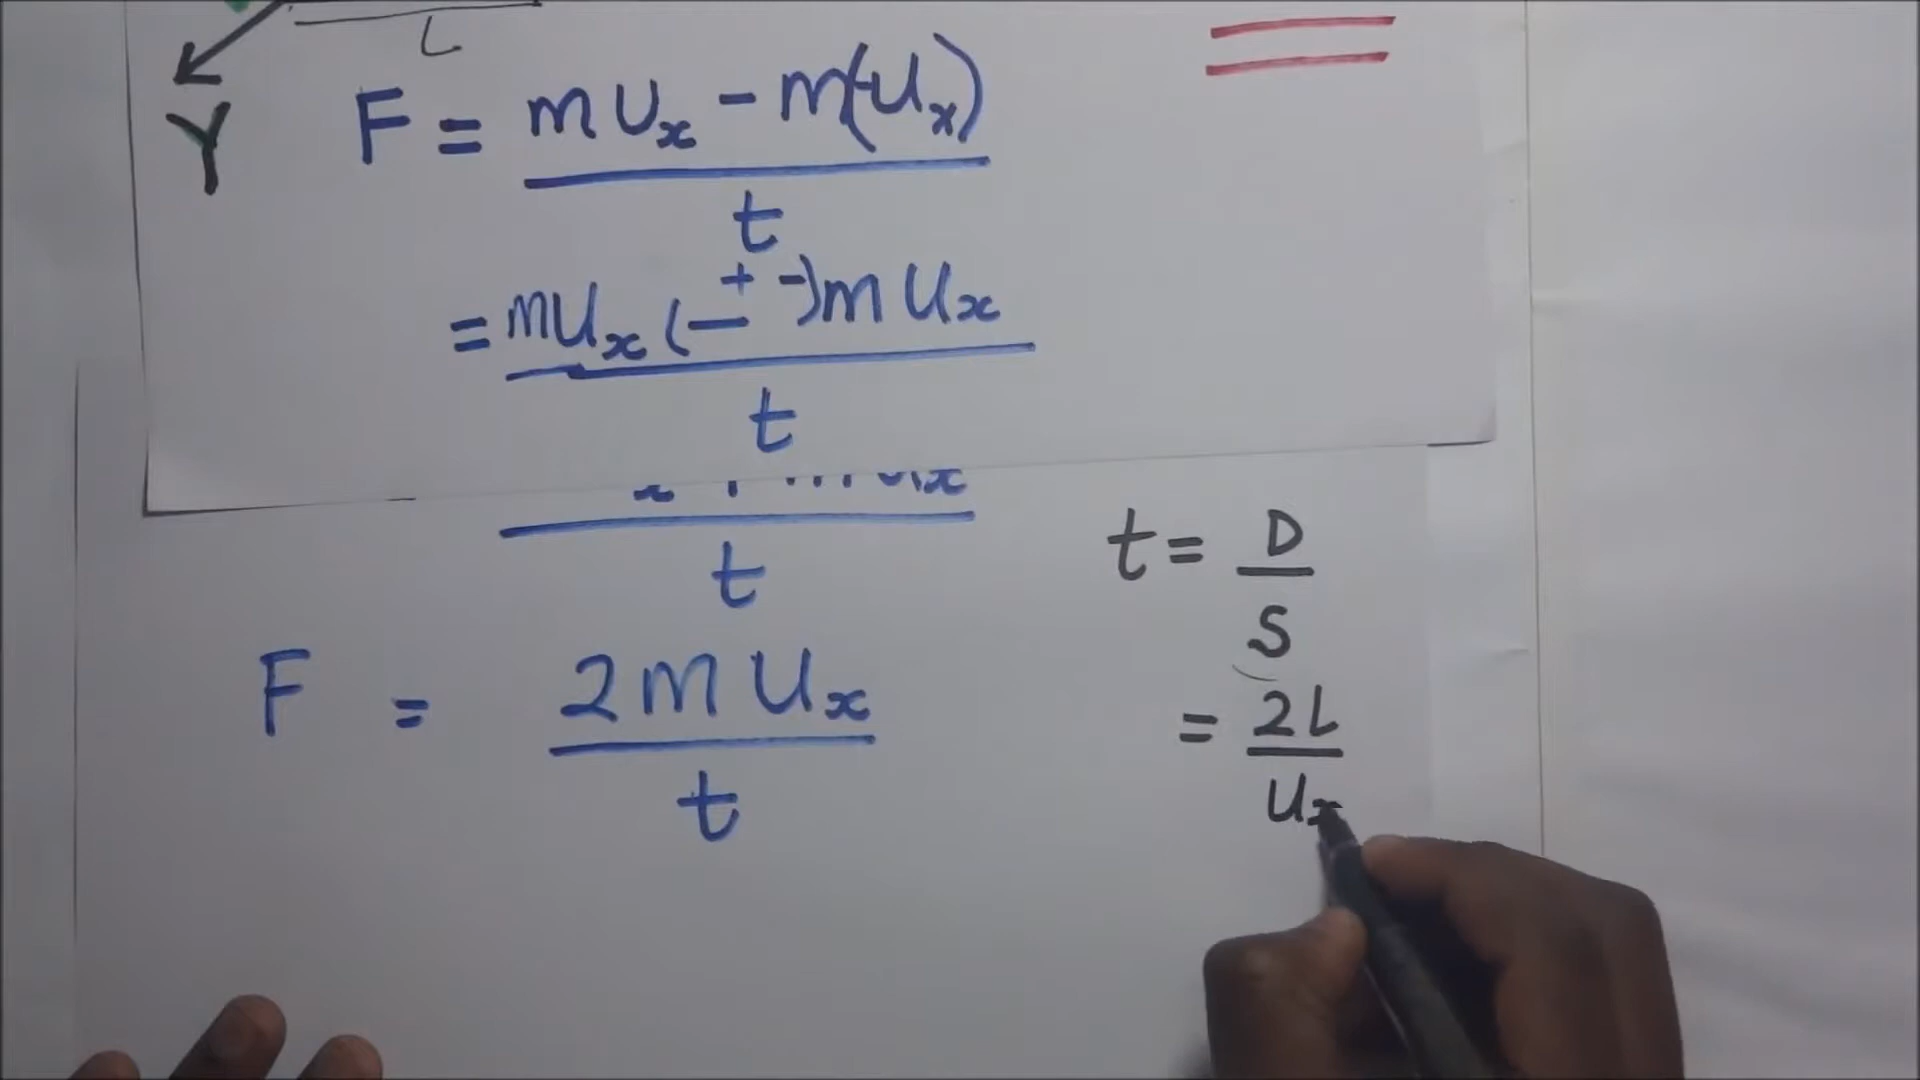 L
Y
F = mUx - m(-Ux)
t
= mUx (- + -) mUx
t
t
t = D
S
F = 2mUx
t
= 2L
Ux